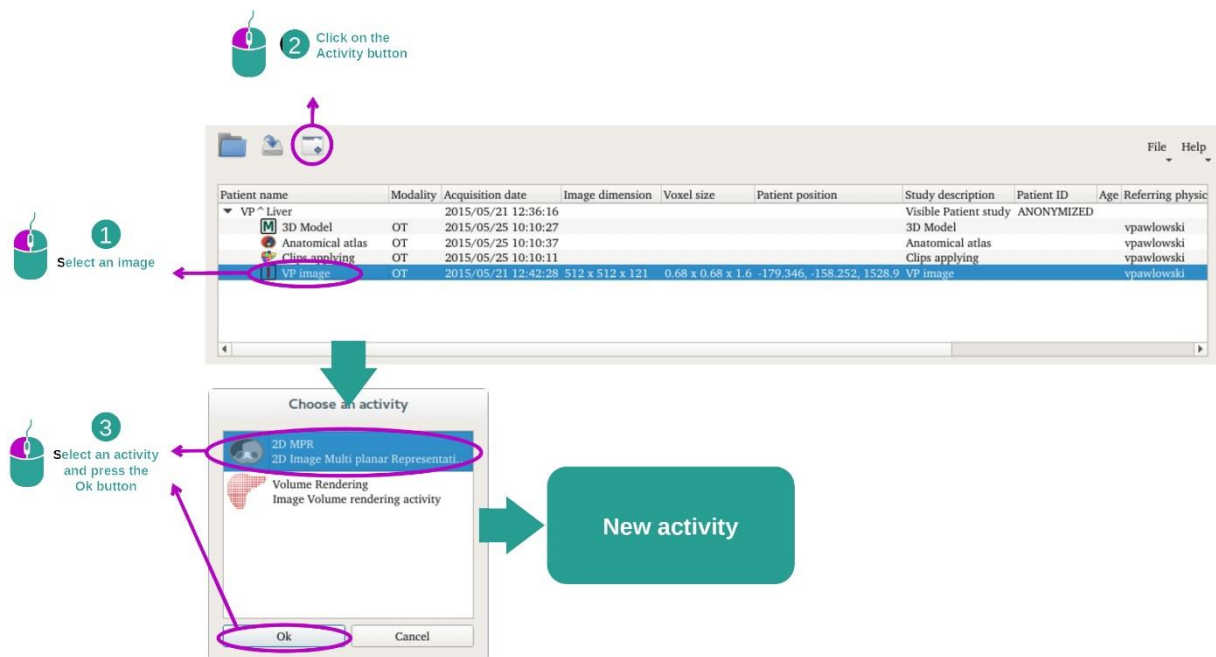 2
Click on the
Activity button
File Help
Patient name Modality Acquisition date Image dimension Voxel size Patient position Study description Patient ID Age Referring physic
VP^Liver 2015/05/21 12:36:16 Visible Patient study ANONYMIZED
M 3D Model OT 2015/05/25 10:10:27 3D Model vpawlowski
Anatomical atlas OT 2015/05/25 10:10:37 Anatomical atlas vpawlowski
Clips applying OT 2015/05/25 10:10:11 Clips applying vpawlowski
VP image OT 2015/05/21 12:42:28 512 x 512 x 121 0.68 x 0.68 x 1.6 -179.346, -158.252, 1528.9 VP image vpawlowski
1
Select an image
Choose an activity
2D MPR
2D Image Multi planar Representati...
Volume Rendering
Image Volume rendering activity
Ok Cancel
3
Select an activity
and press the
Ok button
New activity